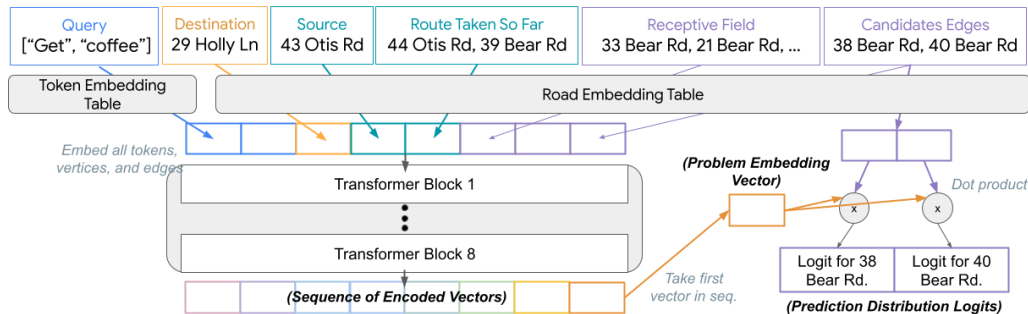 Query
["Get", "coffee"]
Destination
29 Holly Ln
Source
43 Otis Rd
Route Taken So Far
44 Otis Rd, 39 Bear Rd
Receptive Field
33 Bear Rd, 21 Bear Rd, ...
Candidates Edges
38 Bear Rd, 40 Bear Rd
Token Embedding
Table
Road Embedding Table
Embed all tokens,
vertices, and edges
Transformer Block 1
Transformer Block 8
(Sequence of Encoded Vectors)
Take first
vector in seq.
(Problem Embedding
Vector)
Dot product
x
x
Logit for 38
Bear Rd.
Logit for 40
Bear Rd.
(Prediction Distribution Logits)